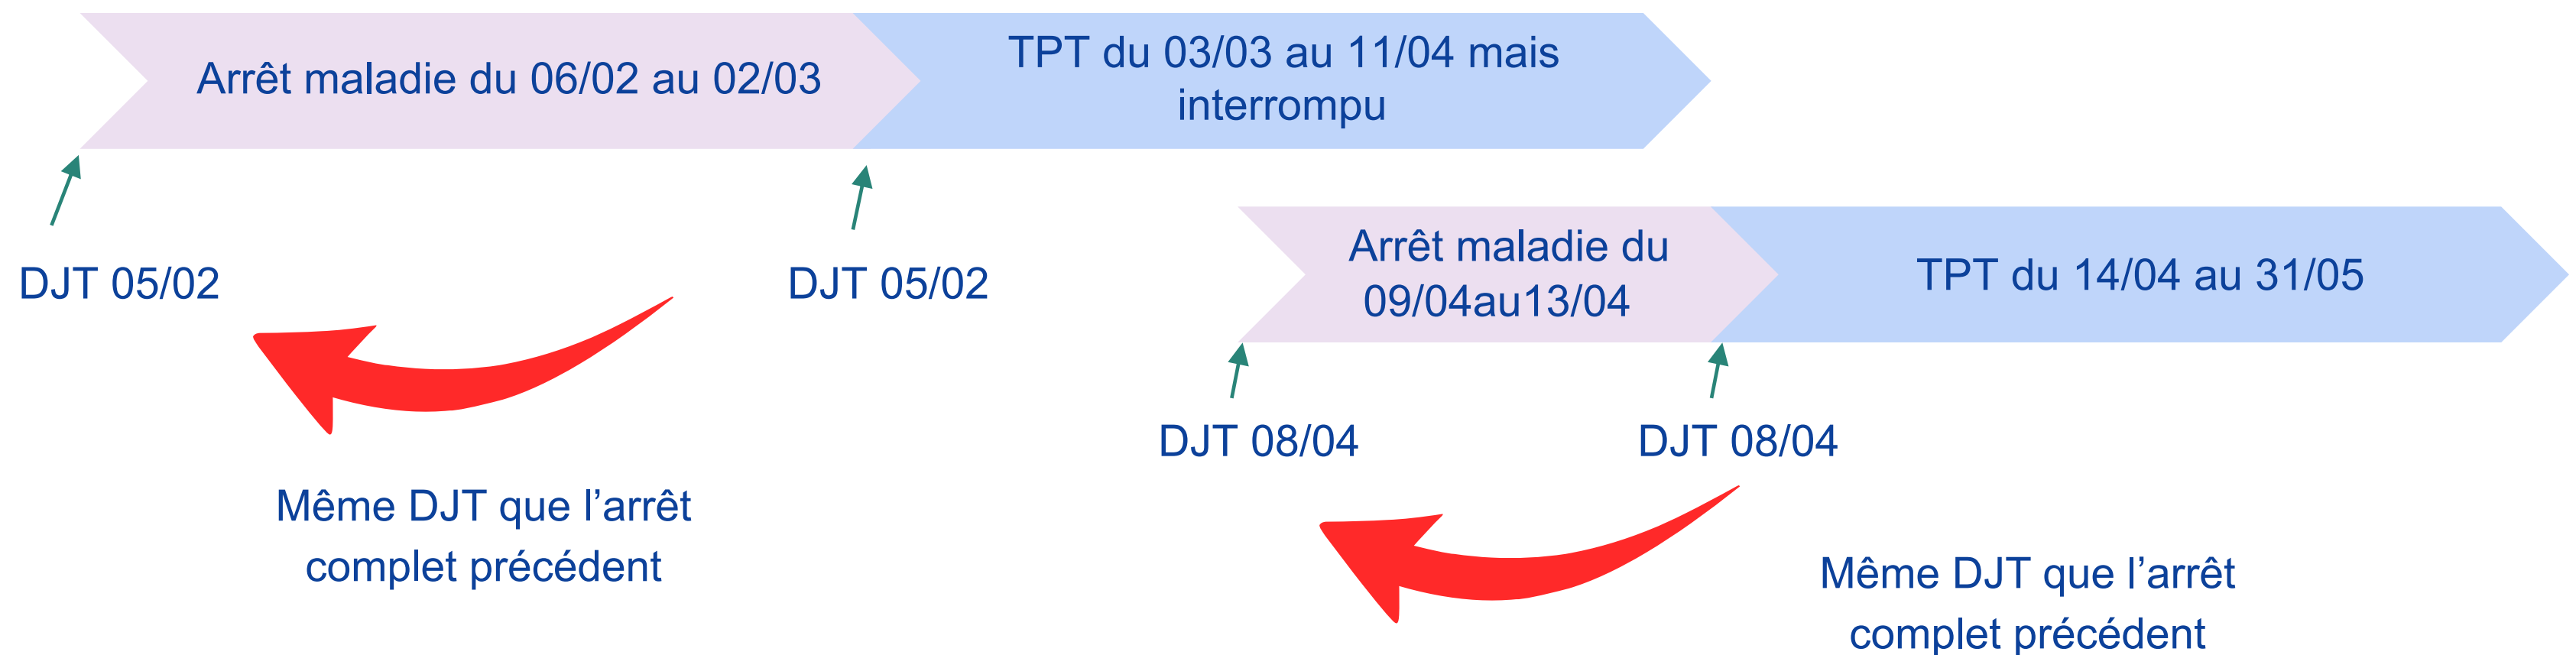 Arrêt maladie du 06/02 au 02/03
TPT du 03/03 au 11/04 mais
interrompu
DJT 05/02
DJT 05/02
Arrêt maladie du
09/04au13/04
TPT du 14/04 au 31/05
DJT 08/04
DJT 08/04
Même DJT que l’arrêt
complet précédent
Même DJT que l’arrêt
complet précédent